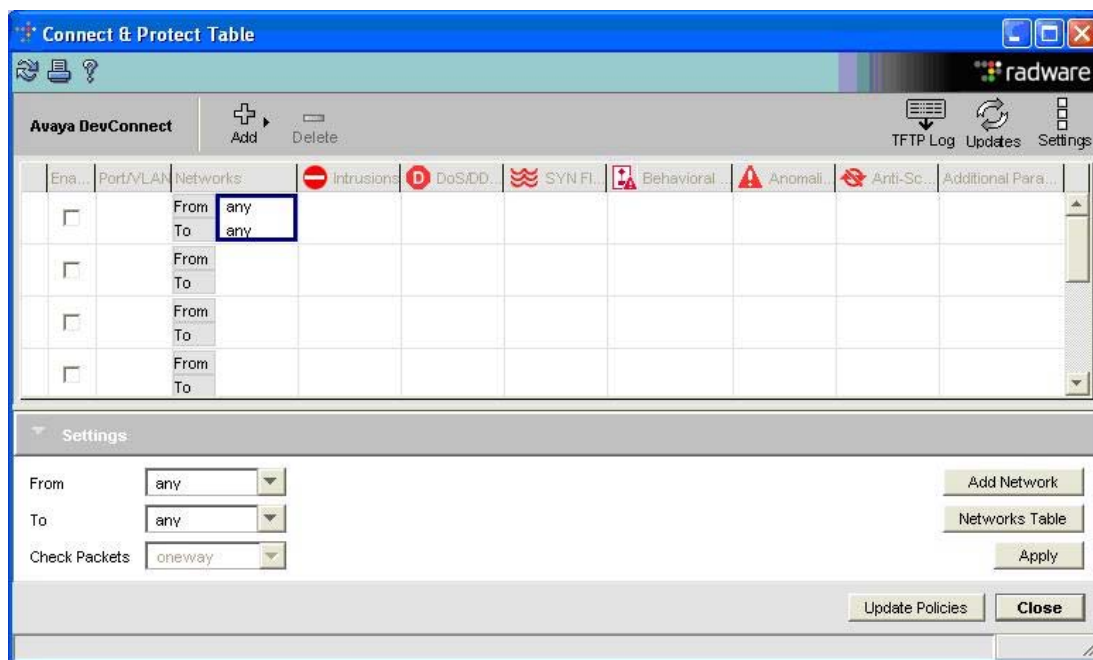 Connect & Protect Table
radware
Avaya DevConnect
Add
Delete
TFTP Log
Updates
Settings
Ena... Port/VLAN Networks Intrusions DoS/DD... SYN Fl... Behavioral ... Anomali... Anti-Sc... Additional Para...
From any
To any
From
To
From
To
From
To
Settings
From any Add Network
To any Networks Table
Check Packets oneway Apply
Update Policies Close